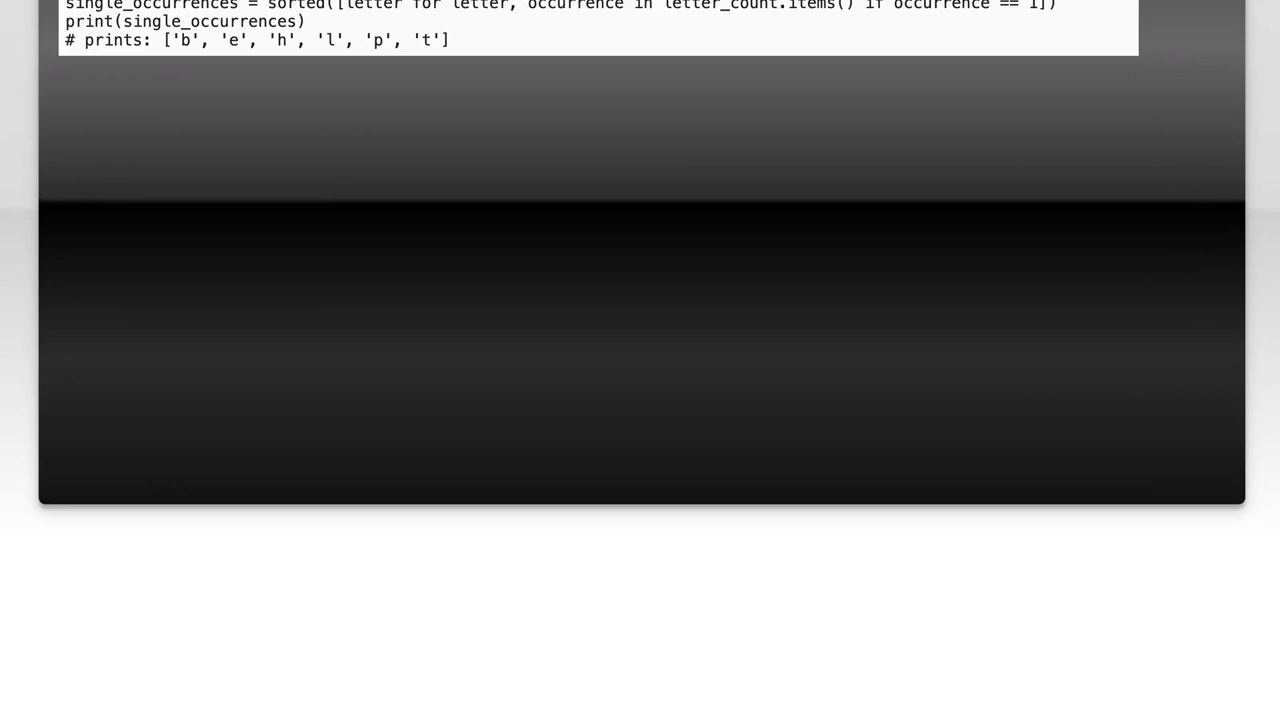 single_occurrences = sorted([letter for letter, occurrence in letter_count.items() if occurrence == 1])
print(single_occurrences)
# prints: ['b', 'e', 'h', 'l', 'p', 't']